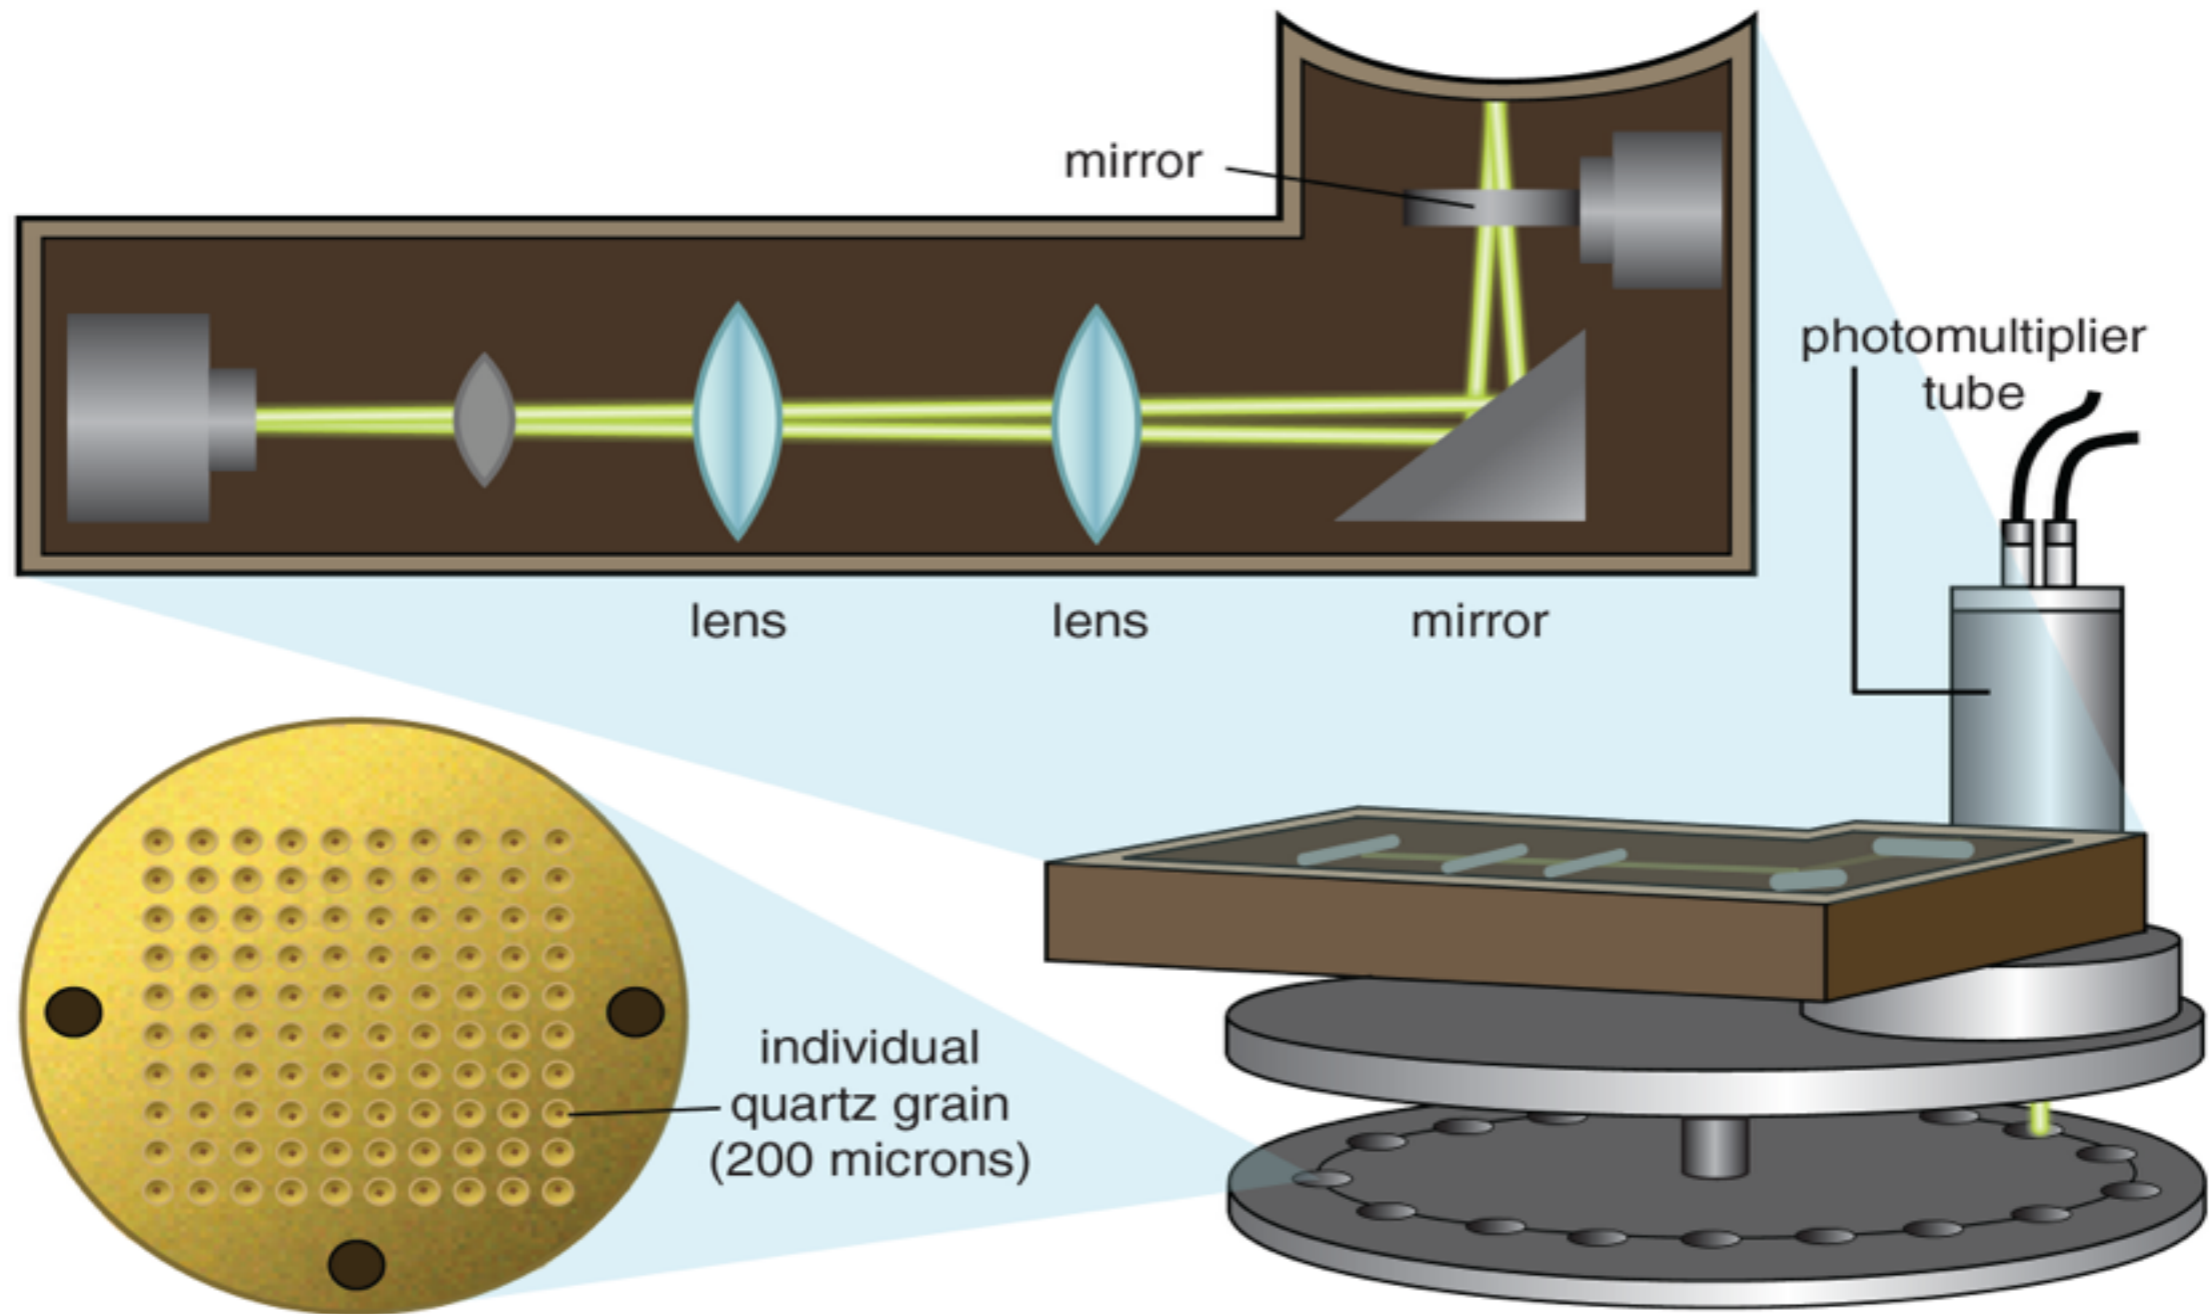 mirror
photomultiplier
tube
lens
lens
mirror
individual
quartz grain
(200 microns)